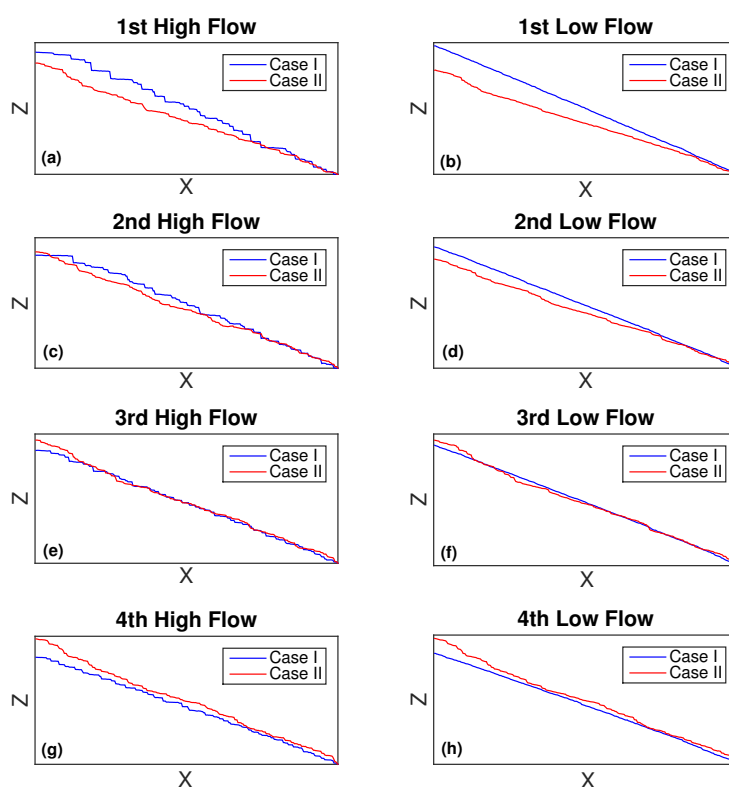 1st High Flow
Case I
Case II
Z
(a)
X
1st Low Flow
Case I
Case II
Z
(b)
X
2nd High Flow
Case I
Case II
Z
(c)
X
2nd Low Flow
Case I
Case II
Z
(d)
X
3rd High Flow
Case I
Case II
Z
(e)
X
3rd Low Flow
Case I
Case II
Z
(f)
X
4th High Flow
Case I
Case II
Z
(g)
X
4th Low Flow
Case I
Case II
Z
(h)
X